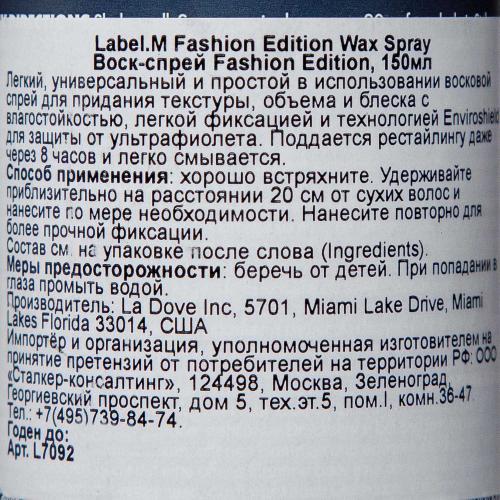 DIRECTIONS
Label.M Fashion Edition Wax Spray
Воск-спрей Fashion Edition, 150мл
Легкий, универсальный и простой в использовании восковой
спрей для придания текстуры, объема и блеска с
влагостойкостью, легкой фиксацией и технологией Enviroshield
для защиты от ультрафиолета. Поддается рестайлингу даже
через 8 часов и легко смывается.
Способ применения: хорошо встряхните. Удерживайте
приблизительно на расстоянии 20 см от сухих волос и
нанесите по мере необходимости. Нанесите повторно для
более прочной фиксации.
Состав см. на упаковке после слова (Ingredients).
Меры предосторожности: беречь от детей. При попадании в
глаза промыть водой.
Производитель: La Dove Inc, 5701, Miami Lake Drive, Miami
Lakes Florida 33014, США
Импортёр и организация, уполномоченная изготовителем на
принятие претензий от потребителей на территории РФ: ООО
«Сталкер-консалтинг», 124498, Москва, Зеленоград,
Георгиевский проспект, дом 5, тех.эт.5, пом.I, комн.36-47.
Тел.: +7(495)739-84-74.
Годен до:
Арт. L7092